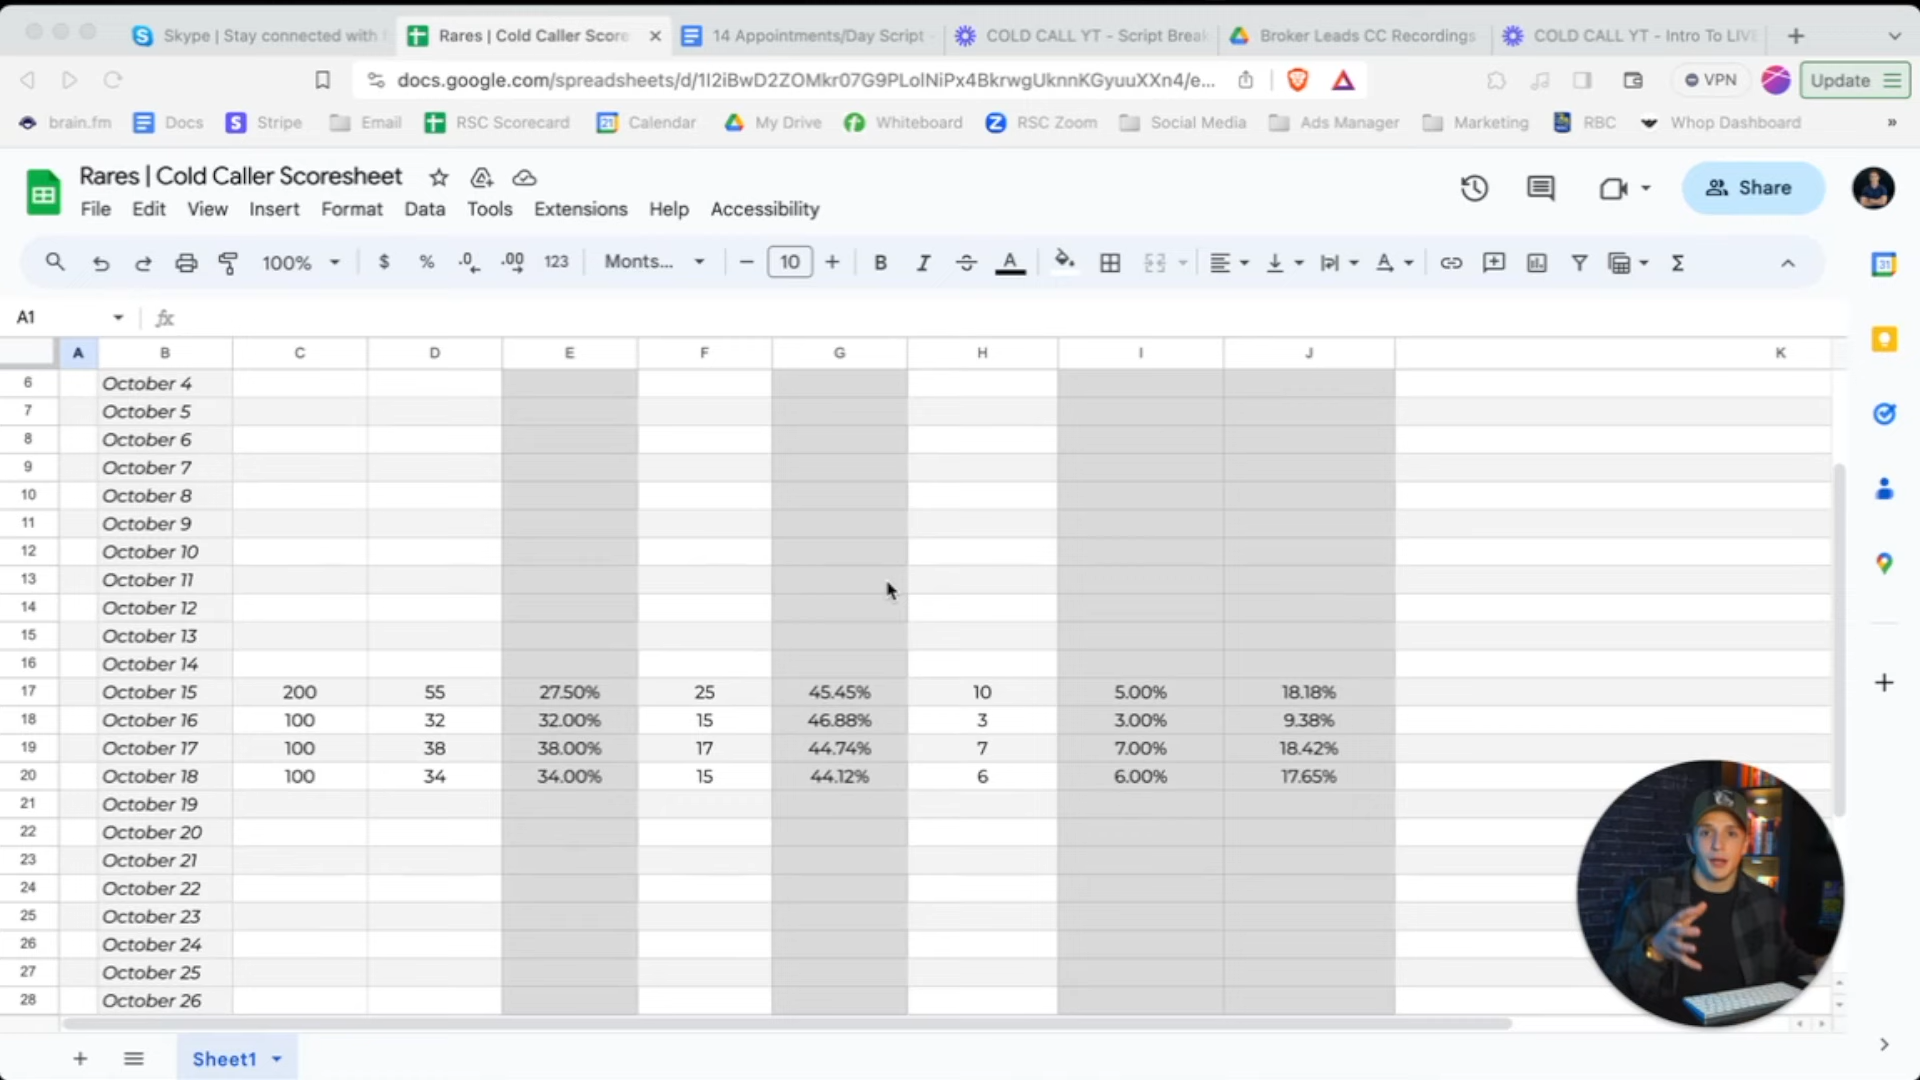 Skype | Stay connected with
Rares | Cold Caller Score
14 Appointments/Day Script -
COLD CALL YT - Script Break
Broker Leads CC Recordings
COLD CALL YT - Intro To LIVE
docs.google.com/spreadsheets/d/1I2iBwD2ZOMkr07G9PLolNiPx4BkrwgUknnKGyuuXXn4/e...
VPN
Update
brain.fm
Docs
Stripe
Email
RSC Scorecard
Calendar
My Drive
Whiteboard
RSC Zoom
Social Media
Ads Manager
Marketing
RBC
Whop Dashboard
»
Rares | Cold Caller Scoresheet
File Edit View Insert Format Data Tools Extensions Help Accessibility
Share
100% $ % .0 .00 123 Monts... − 10 + B I A Σ
A1 fx
A B C D E F G H I J K
6 October 4
7 October 5
8 October 6
9 October 7
10 October 8
11 October 9
12 October 10
13 October 11
14 October 12
15 October 13
16 October 14
17 October 15 200 55 27.50% 25 45.45% 10 5.00% 18.18%
18 October 16 100 32 32.00% 15 46.88% 3 3.00% 9.38%
19 October 17 100 38 38.00% 17 44.74% 7 7.00% 18.42%
20 October 18 100 34 34.00% 15 44.12% 6 6.00% 17.65%
21 October 19
22 October 20
23 October 21
24 October 22
25 October 23
26 October 24
27 October 25
28 October 26
Sheet1